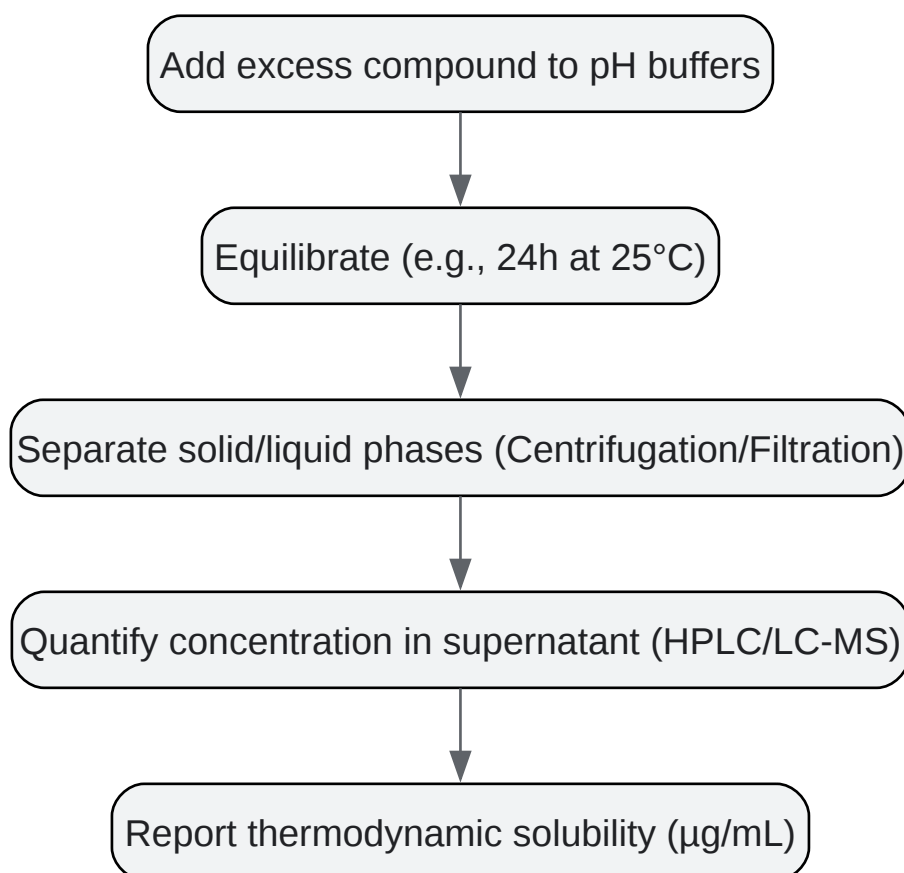 Add excess compound to pH buffers
Equilibrate (e.g., 24h at 25°C)
Separate solid/liquid phases (Centrifugation/Filtration)
Quantify concentration in supernatant (HPLC/LC-MS)
Report thermodynamic solubility (µg/mL)